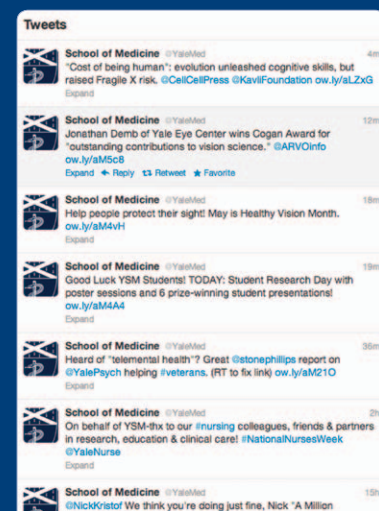 Tweets
School of Medicine @YaleMed 4m
"Cost of being human": evolution unleashed cognitive skills, but
raised Fragile X risk. @CellCellPress @KavliFoundation ow.ly/aLZxG
Expand
School of Medicine @YaleMed 12m
Jonathan Demb of Yale Eye Center wins Cogan Award for
"outstanding contributions to vision science." @ARVOinfo
ow.ly/aM5c8
Expand Reply Retweet Favorite
School of Medicine @YaleMed 18m
Help people protect their sight! May is Healthy Vision Month.
ow.ly/aM4vH
Expand
School of Medicine @YaleMed 19m
Good Luck YSM Students! TODAY: Student Research Day with
poster sessions and 6 prize-winning student presentations!
ow.ly/aM4A4
Expand
School of Medicine @YaleMed 36m
Heard of "telemental health"? Great @stonephillips report on
@YalePsych helping #veterans. (RT to fix link) ow.ly/aM21O
Expand
School of Medicine @YaleMed 2h
On behalf of YSM-thx to our #nursing colleagues, friends & partners
in research, education & clinical care! #NationalNursesWeek
@YaleNurse
Expand
School of Medicine @YaleMed 15h
@NickKristof We think you're doing just fine, Nick "A Million